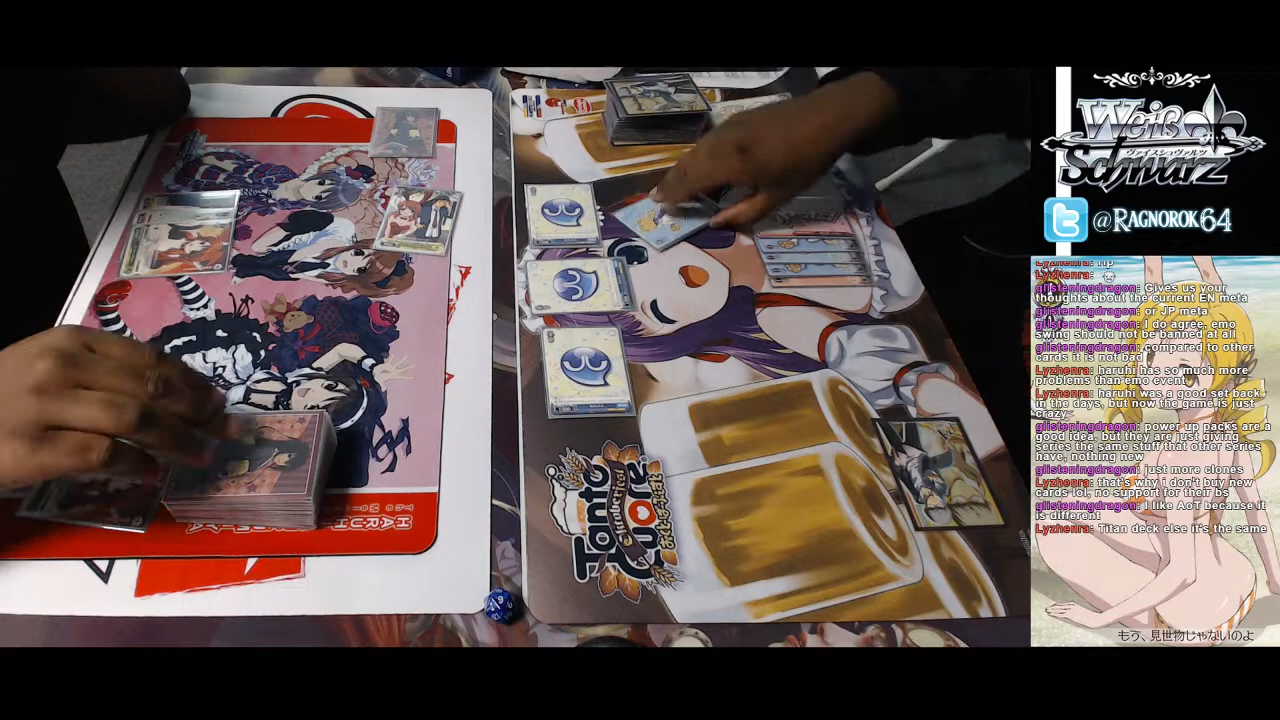 Weiß
Schwarz
ヴァイスシュヴァルツ
@RAGNOROK64
Lyzhenra:
glisteningdragon: Gives us your
thoughts about the current EN meta
glisteningdragon: or JP meta
glisteningdragon: I do agree, emo
swing should not be banned at all
glisteningdragon: compared to other
cards it is not bad
Lyzhenra: haruhi has so much more
problems than emo event
Lyzhenra: haruhi was a good set back
in the days, but now the game is just
crazy
glisteningdragon: power up packs are a
good idea, but they are just giving
series the same stuff that other series
have, nothing new
glisteningdragon: just more clones
Lyzhenra: that's why I don't buy new
cards lol, no support for their bs
glisteningdragon: I like AoT because it
is different
Lyzhenra: Titan deck else it's the same
もう、見世物じゃないのよ
Tanto
Cuore
Oktoberfest
HARUHI